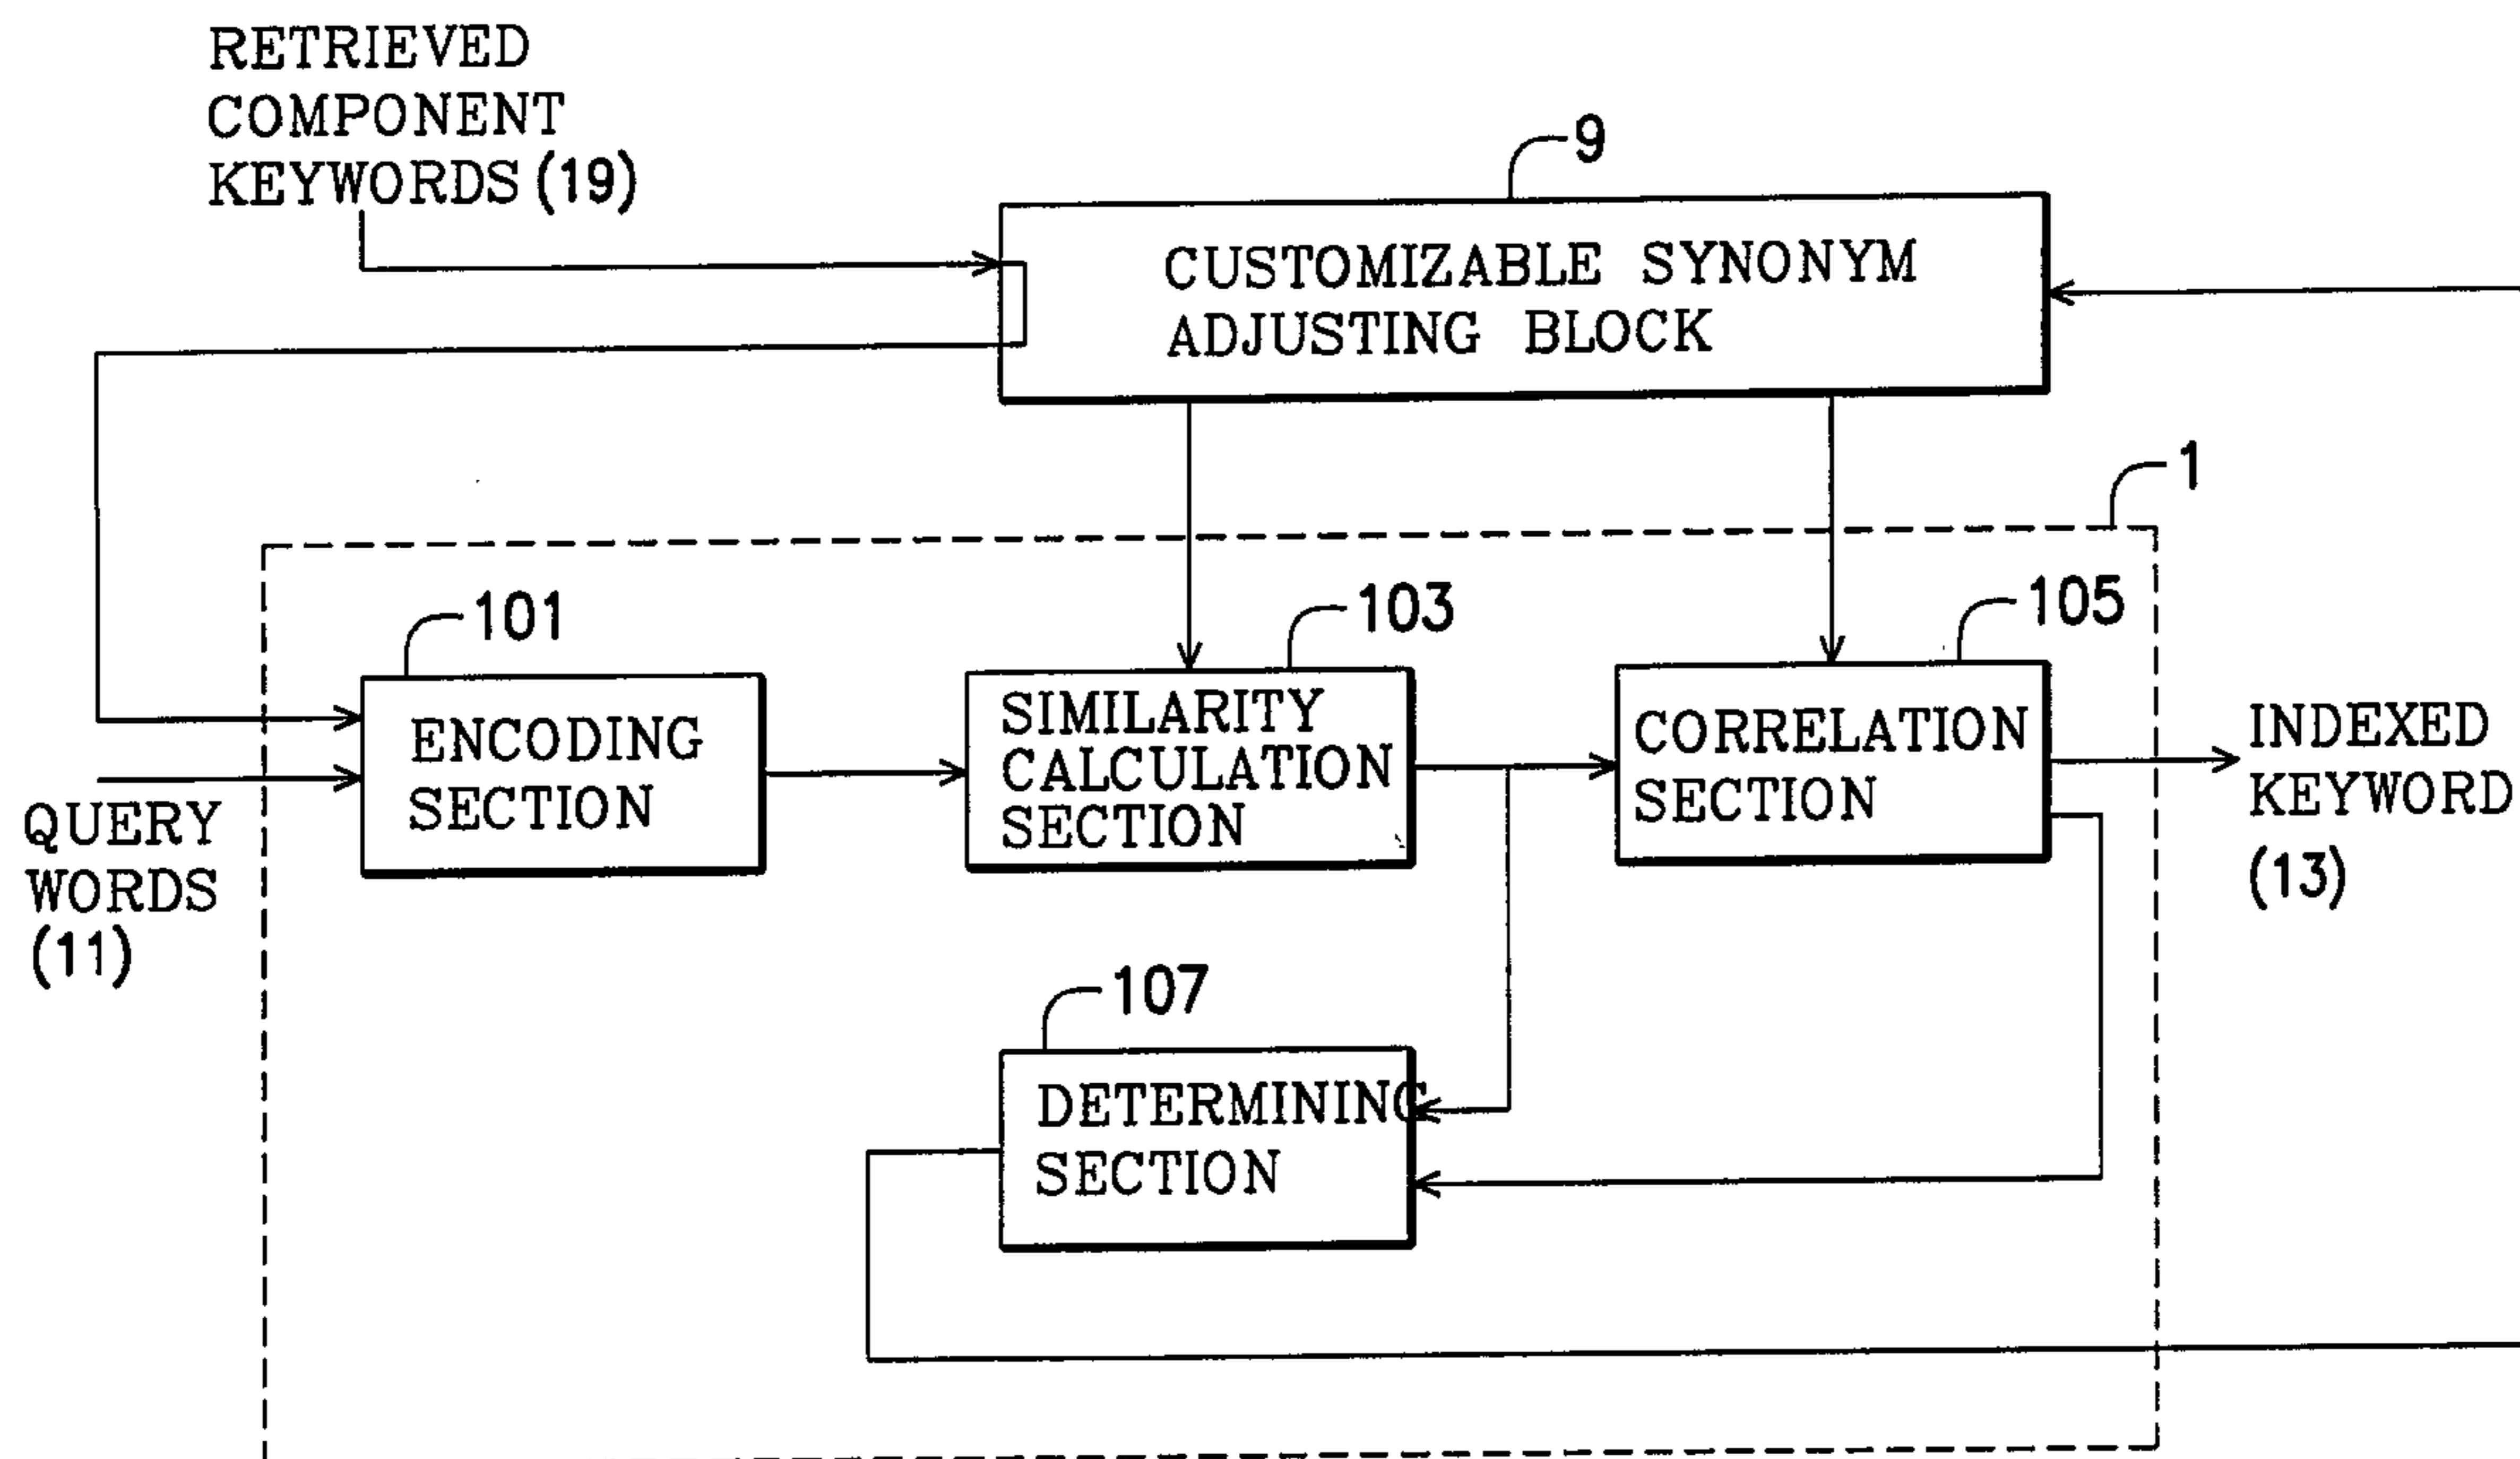 RETRIEVED
COMPONENT
KEYWORDS (19)
9
CUSTOMIZABLE SYNONYM
ADJUSTING BLOCK
1
101
103
105
ENCODING
SECTION
SIMILARITY
CALCULATION
SECTION
CORRELATION
SECTION
INDEXED
KEYWORD
(13)
QUERY
WORDS
(11)
107
DETERMINING
SECTION